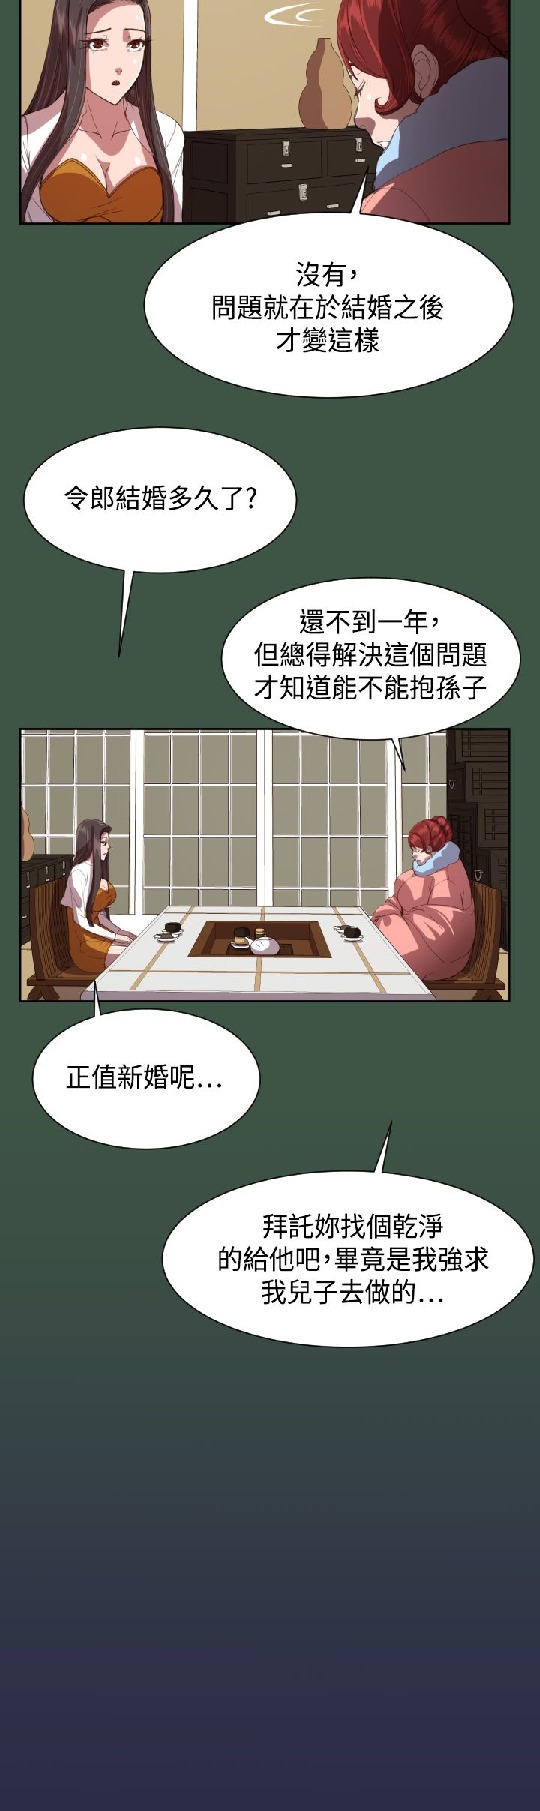 沒有，
問題就在於結婚之後
才變這樣
令郎結婚多久了?
還不到一年，
但總得解決這個問題
才知道能不能抱孫子
正值新婚呢...
拜託妳找個乾淨
的給他吧，畢竟是我強求
我兒子去做的...